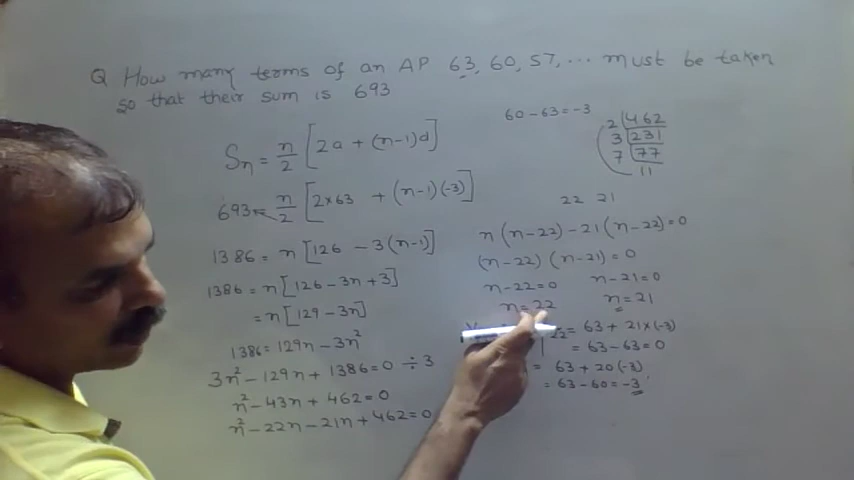 Q How many terms of an AP 63, 60, 57, ... must be taken
so that their sum is 693
60-63=-3
Sn = n/2 [2a + (n-1)d]
693 = n/2 [2×63 + (n-1)(-3)]
1386 = n[126 - 3(n-1)]
1386 = n[126 - 3n + 3]
= n[129 - 3n]
1386 = 129n - 3n²
3n² - 129n + 1386 = 0 ÷ 3
n² - 43n + 462 = 0
n² - 22n - 21n + 462 = 0
2 | 462
3 | 231
7 | 77
11
22 21
n(n-22) - 21(n-22) = 0
(n-22)(n-21) = 0
n-22=0 n-21=0
n=22 n=21
22 = 63 + 21×(-3)
= 63 - 63 = 0
= 63 + 20(-3)
= 63 - 60 = -3